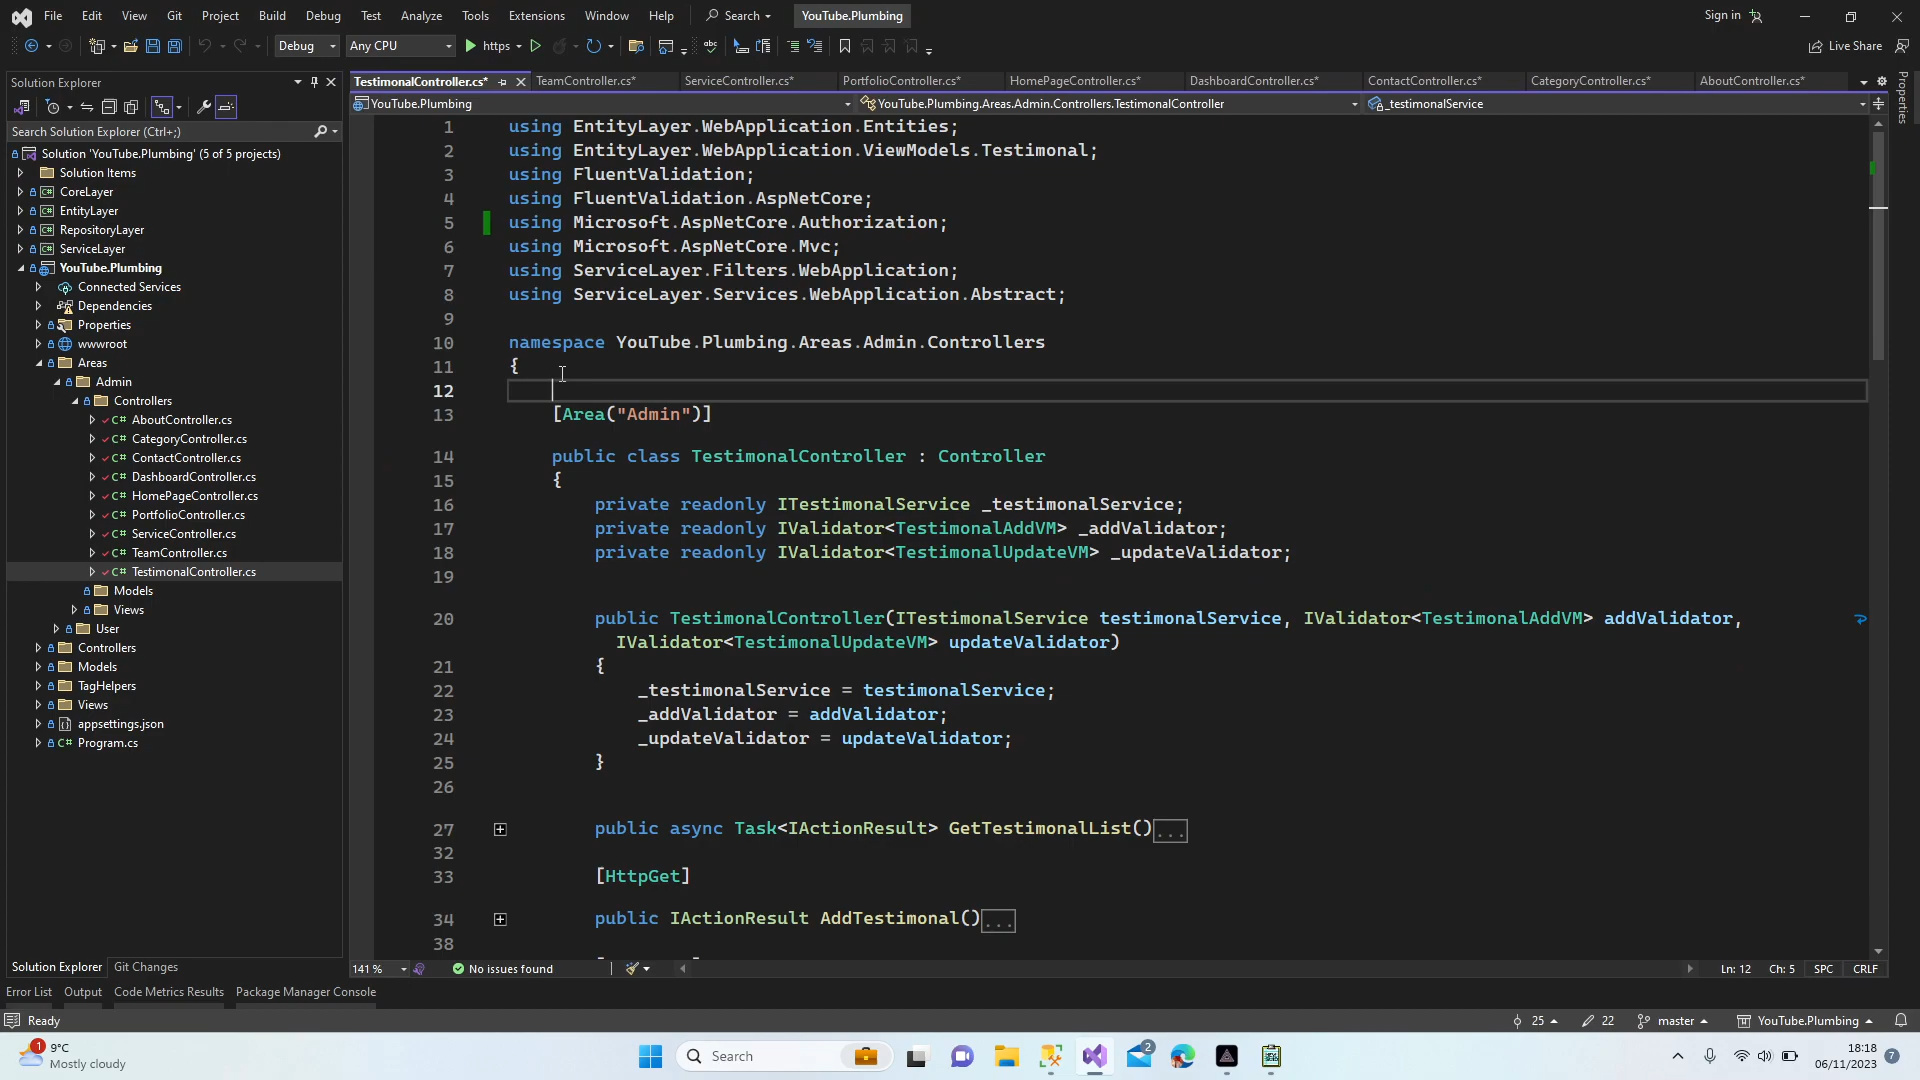 File Edit View Git Project Build Debug Test Analyze Tools Extensions Window Help Search YouTube.Plumbing Sign in
Debug Any CPU https Live Share
Solution Explorer
Search Solution Explorer (Ctrl+;)
Solution 'YouTube.Plumbing' (5 of 5 projects)
Solution Items
CoreLayer
EntityLayer
RepositoryLayer
ServiceLayer
YouTube.Plumbing
Connected Services
Dependencies
Properties
wwwroot
Areas
Admin
Controllers
AboutController.cs
CategoryController.cs
ContactController.cs
DashboardController.cs
HomePageController.cs
PortfolioController.cs
ServiceController.cs
TeamController.cs
TestimonalController.cs
Models
Views
User
Controllers
Models
TagHelpers
Views
appsettings.json
Program.cs
Solution Explorer Git Changes
TestimonalController.cs* TeamController.cs* ServiceController.cs* PortfolioController.cs* HomePageController.cs* DashboardController.cs* ContactController.cs* CategoryController.cs* AboutController.cs*
YouTube.Plumbing YouTube.Plumbing.Areas.Admin.Controllers.TestimonalController _testimonalService
1 using EntityLayer.WebApplication.Entities;
2 using EntityLayer.WebApplication.ViewModels.Testimonal;
3 using FluentValidation;
4 using FluentValidation.AspNetCore;
5 using Microsoft.AspNetCore.Authorization;
6 using Microsoft.AspNetCore.Mvc;
7 using ServiceLayer.Filters.WebApplication;
8 using ServiceLayer.Services.WebApplication.Abstract;
9
10 namespace YouTube.Plumbing.Areas.Admin.Controllers
11 {
12
13 [Area("Admin")]
14 public class TestimonalController : Controller
15 {
16 private readonly ITestimonalService _testimonalService;
17 private readonly IValidator<TestimonalAddVM> _addValidator;
18 private readonly IValidator<TestimonalUpdateVM> _updateValidator;
19
20 public TestimonalController(ITestimonalService testimonalService, IValidator<TestimonalAddVM> addValidator,
IValidator<TestimonalUpdateVM> updateValidator)
21 {
22 _testimonalService = testimonalService;
23 _addValidator = addValidator;
24 _updateValidator = updateValidator;
25 }
26
27 public async Task<IActionResult> GetTestimonalList()...
32
33 [HttpGet]
34 public IActionResult AddTestimonal()...
38
141 % No issues found Ln: 12 Ch: 5 SPC CRLF
Properties
Error List Output Code Metrics Results Package Manager Console
Ready 25 22 master YouTube.Plumbing
1 9°C
Mostly cloudy
Search
2
18:18
06/11/2023
7